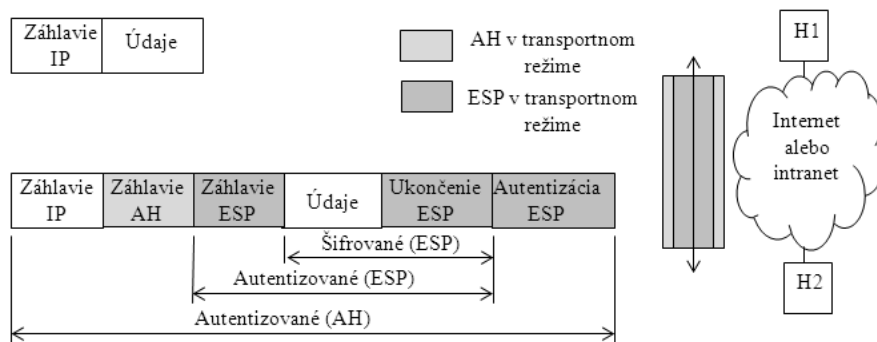 Záhlavie
IP
Údaje
AH v transportnom
režime
ESP v transportnom
režime
H1
Internet
alebo
intranet
H2
Záhlavie
IP
Záhlavie
AH
Záhlavie
ESP
Údaje
Ukončenie
ESP
Autentizácia
ESP
Šifrované (ESP)
Autentizované (ESP)
Autentizované (AH)